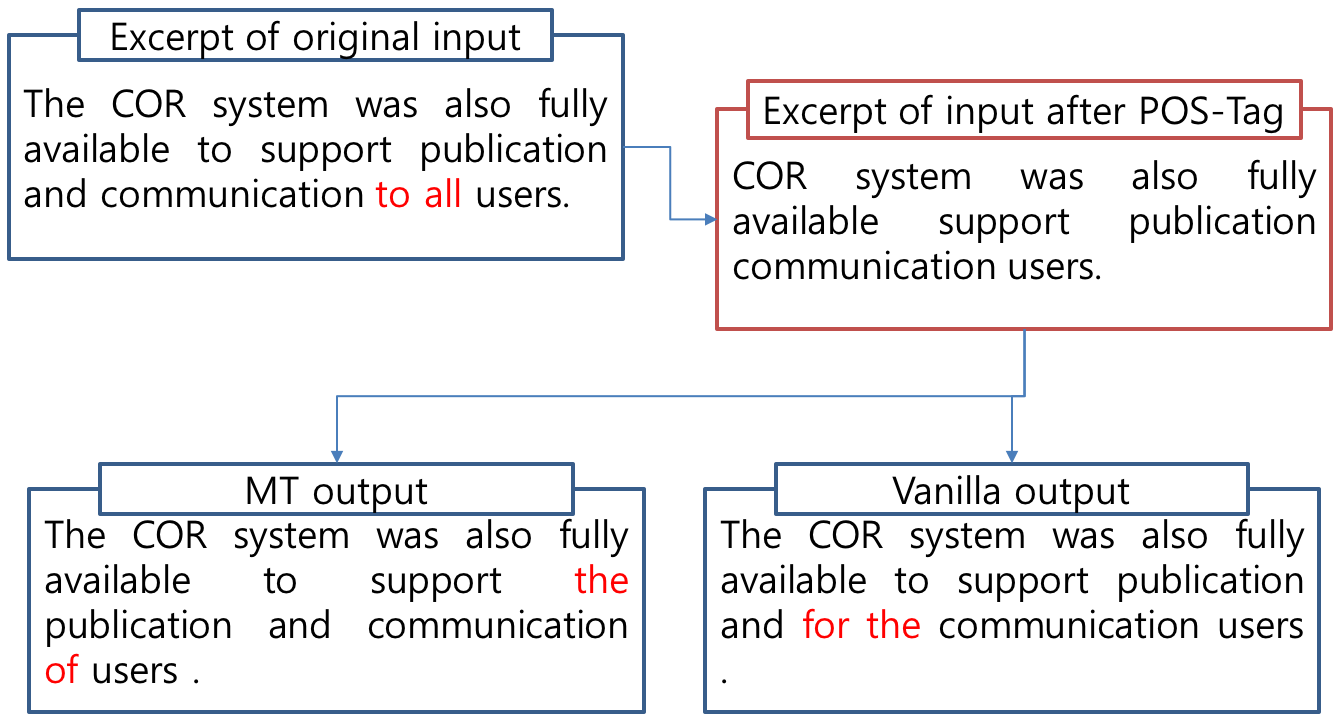 Excerpt of original input
The COR system was also fully
available to support publication
and communication to all users.
Excerpt of input after POS-Tag
COR system was also fully
available support publication
communication users.
MT output
The COR system was also fully
available to support the
publication and communication
of users .
Vanilla output
The COR system was also fully
available to support publication
and for the communication users
.